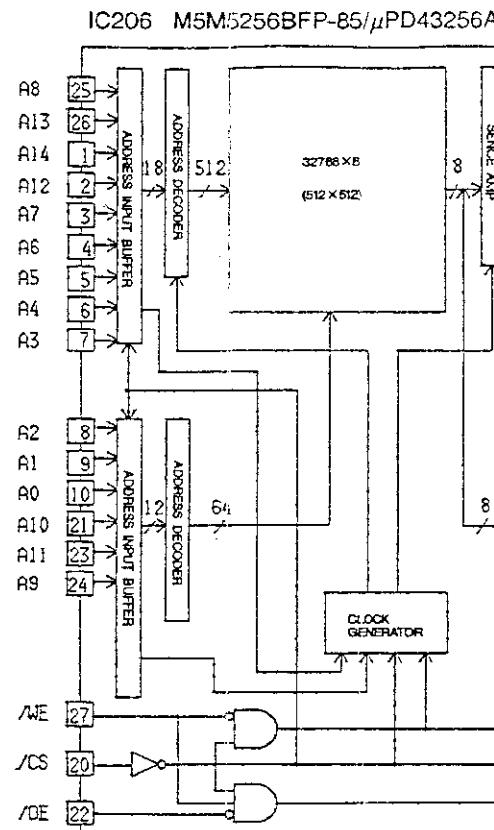 IC206 M5M5256BFP-85/μPD43256A
A8 25
A13 26
A14 1
A12 2
A7 3
A6 4
A5 5
A4 6
A3 7
ADDRESS INPUT BUFFER
18
ADDRESS DECODER
512
32768×8
(512×512)
8
SENSE AMP
A2 8
A1 9
A0 10
A10 21
A11 23
A9 24
ADDRESS INPUT BUFFER
12
ADDRESS DECODER
64
8
CLOCK
GENERATOR
/WE 27
/CS 20
/OE 22